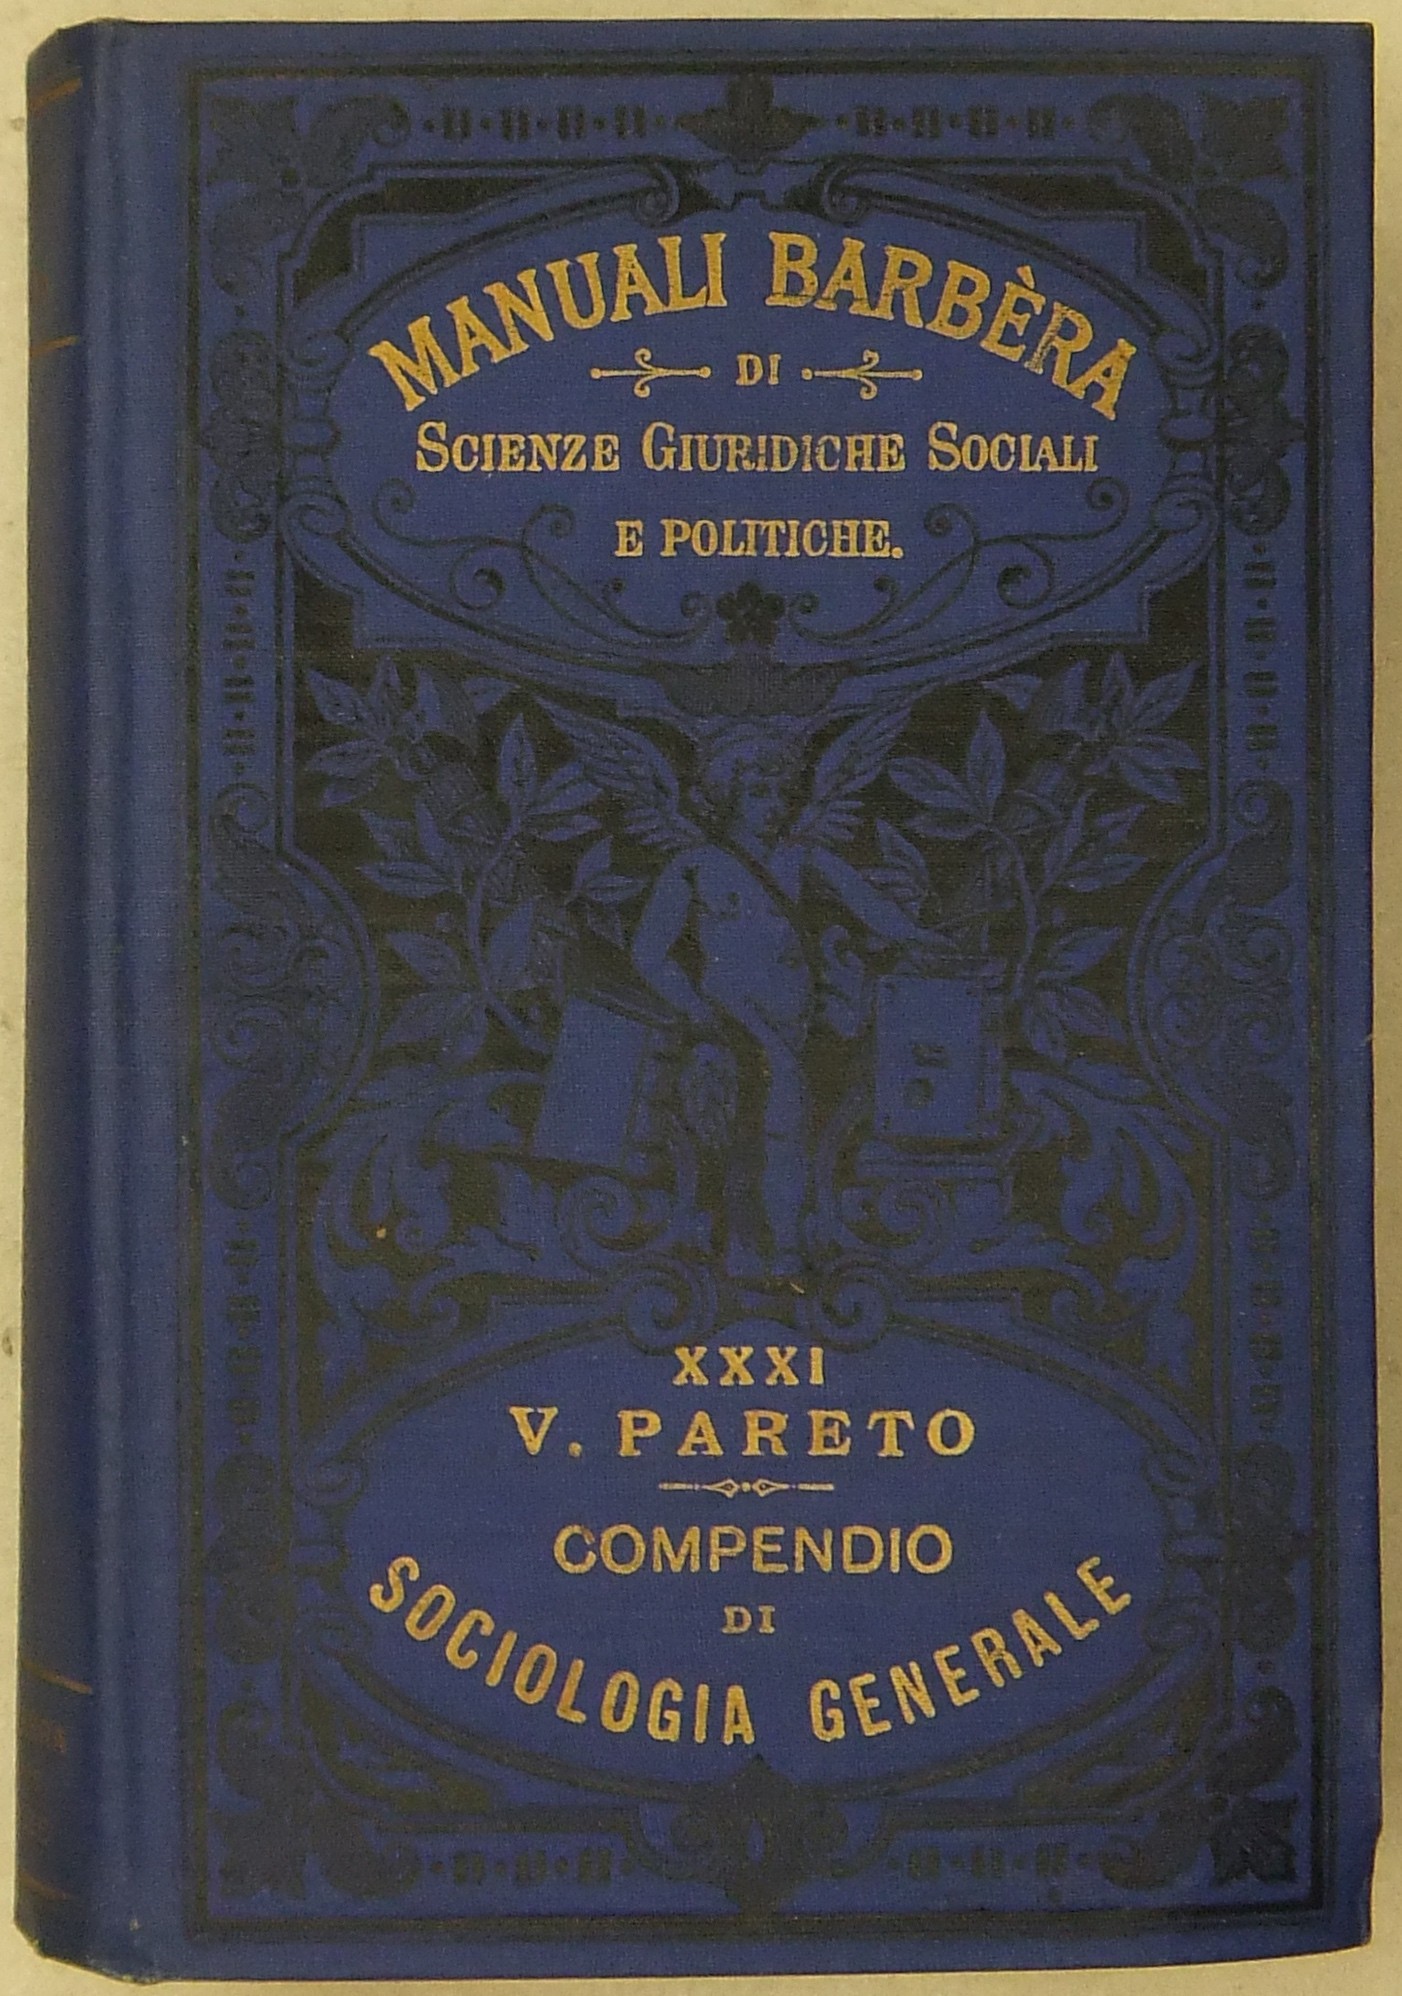 MANUALI BARBÈRA
DI
SCIENZE GIURIDICHE SOCIALI
E POLITICHE.
XXXI
V. PARETO
COMPENDIO
DI
SOCIOLOGIA GENERALE